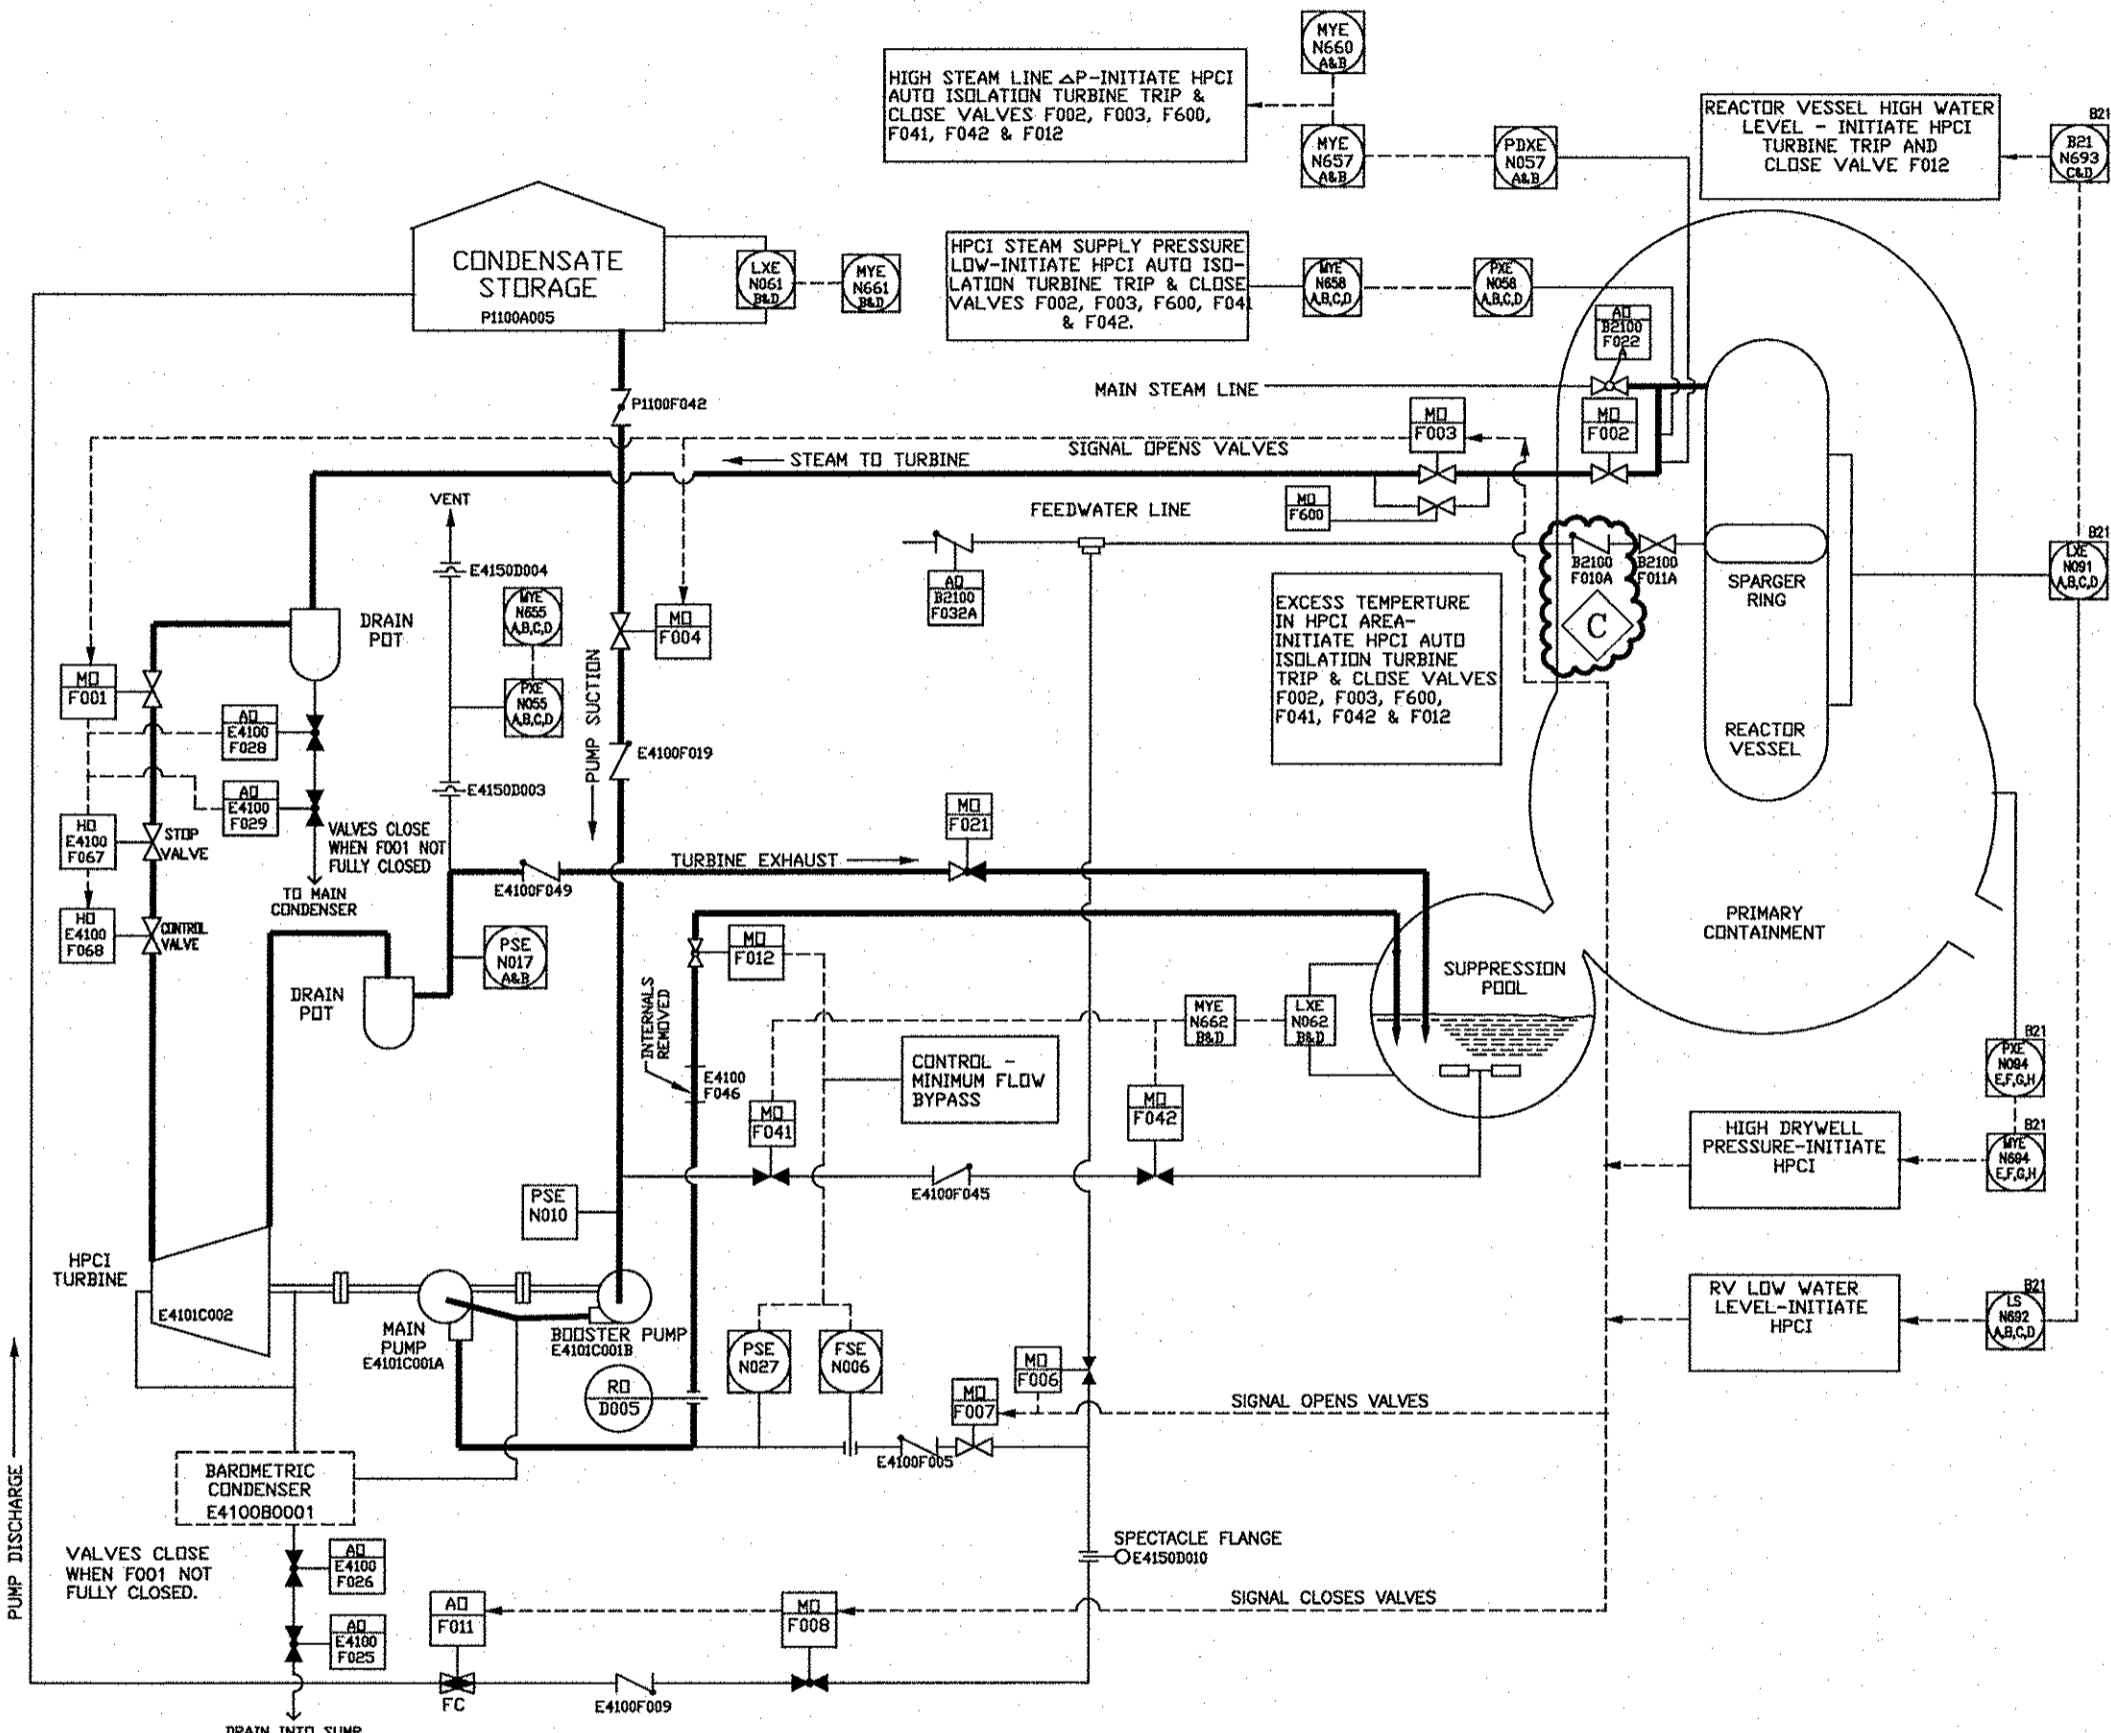 MYE
N660
A&B
HIGH STEAM LINE ΔP-INITIATE HPCI
AUTO ISOLATION TURBINE TRIP &
CLOSE VALVES F002, F003, F600,
F041, F042 & F012
MYE
N657
A&B
PDXE
N057
A&B
REACTOR VESSEL HIGH WATER
LEVEL - INITIATE HPCI
TURBINE TRIP AND
CLOSE VALVE F012
B21
B21
N693
C&D
CONDENSATE
STORAGE
P1100A005
LXE
N061
B&D
MYE
N661
B&D
HPCI STEAM SUPPLY PRESSURE
LOW-INITIATE HPCI AUTO ISO-
LATION TURBINE TRIP & CLOSE
VALVES F002, F003, F600, F041
& F042.
MYE
N658
A,B,C,D
PXE
N058
A,B,C,D
AO
B2100
F022
A
MAIN STEAM LINE
P1100F042
MO
F003
MO
F002
SIGNAL OPENS VALVES
STEAM TO TURBINE
MO
F600
VENT
FEEDWATER LINE
E4150D004
AO
B2100
F032A
B2100
F010A
B2100
F011A
C
SPARGER
RING
B21
LXE
N091
A,B,C,D
MYE
N655
A,B,C,D
PXE
N055
A,B,C,D
MO
F004
EXCESS TEMPERTURE
IN HPCI AREA-
INITIATE HPCI AUTO
ISOLATION TURBINE
TRIP & CLOSE VALVES
F002, F003, F600,
F041, F042 & F012
DRAIN
POT
MO
F001
AO
E4100
F028
PUMP SUCTION
E4100F019
REACTOR
VESSEL
AO
E4100
F029
E4150D003
HO
E4100
F067
STOP
VALVE
VALVES CLOSE
WHEN F001 NOT
FULLY CLOSED
MO
F021
TURBINE EXHAUST
E4100F049
TO MAIN
CONDENSER
HO
E4100
F068
CONTROL
VALVE
PSE
N017
A&B
MO
F012
PRIMARY
CONTAINMENT
SUPPRESSION
POOL
DRAIN
POT
INTERNALS
REMOVED
MYE
N662
B&D
LXE
N062
B&D
E4100
F046
CONTROL -
MINIMUM FLOW
BYPASS
MO
F041
MO
F042
B21
PXE
N094
E,F,G,H
HIGH DRYWELL
PRESSURE-INITIATE
HPCI
B21
MYE
N694
E,F,G,H
E4100F045
PSE
N010
HPCI
TURBINE
E4101C002
MAIN
PUMP
E4101C001A
BOOSTER PUMP
E4101C001B
RV LOW WATER
LEVEL-INITIATE
HPCI
B21
LS
N692
A,B,C,D
PSE
N027
FSE
N006
RO
D005
MO
F006
MO
F007
SIGNAL OPENS VALVES
E4100F005
BAROMETRIC
CONDENSER
E4100B0001
PUMP DISCHARGE
VALVES CLOSE
WHEN F001 NOT
FULLY CLOSED.
AO
E4100
F026
SPECTACLE FLANGE
E4150D010
AO
E4100
F025
AO
F011
MO
F008
SIGNAL CLOSES VALVES
FC
E4100F009
DRAIN INTO SUMP